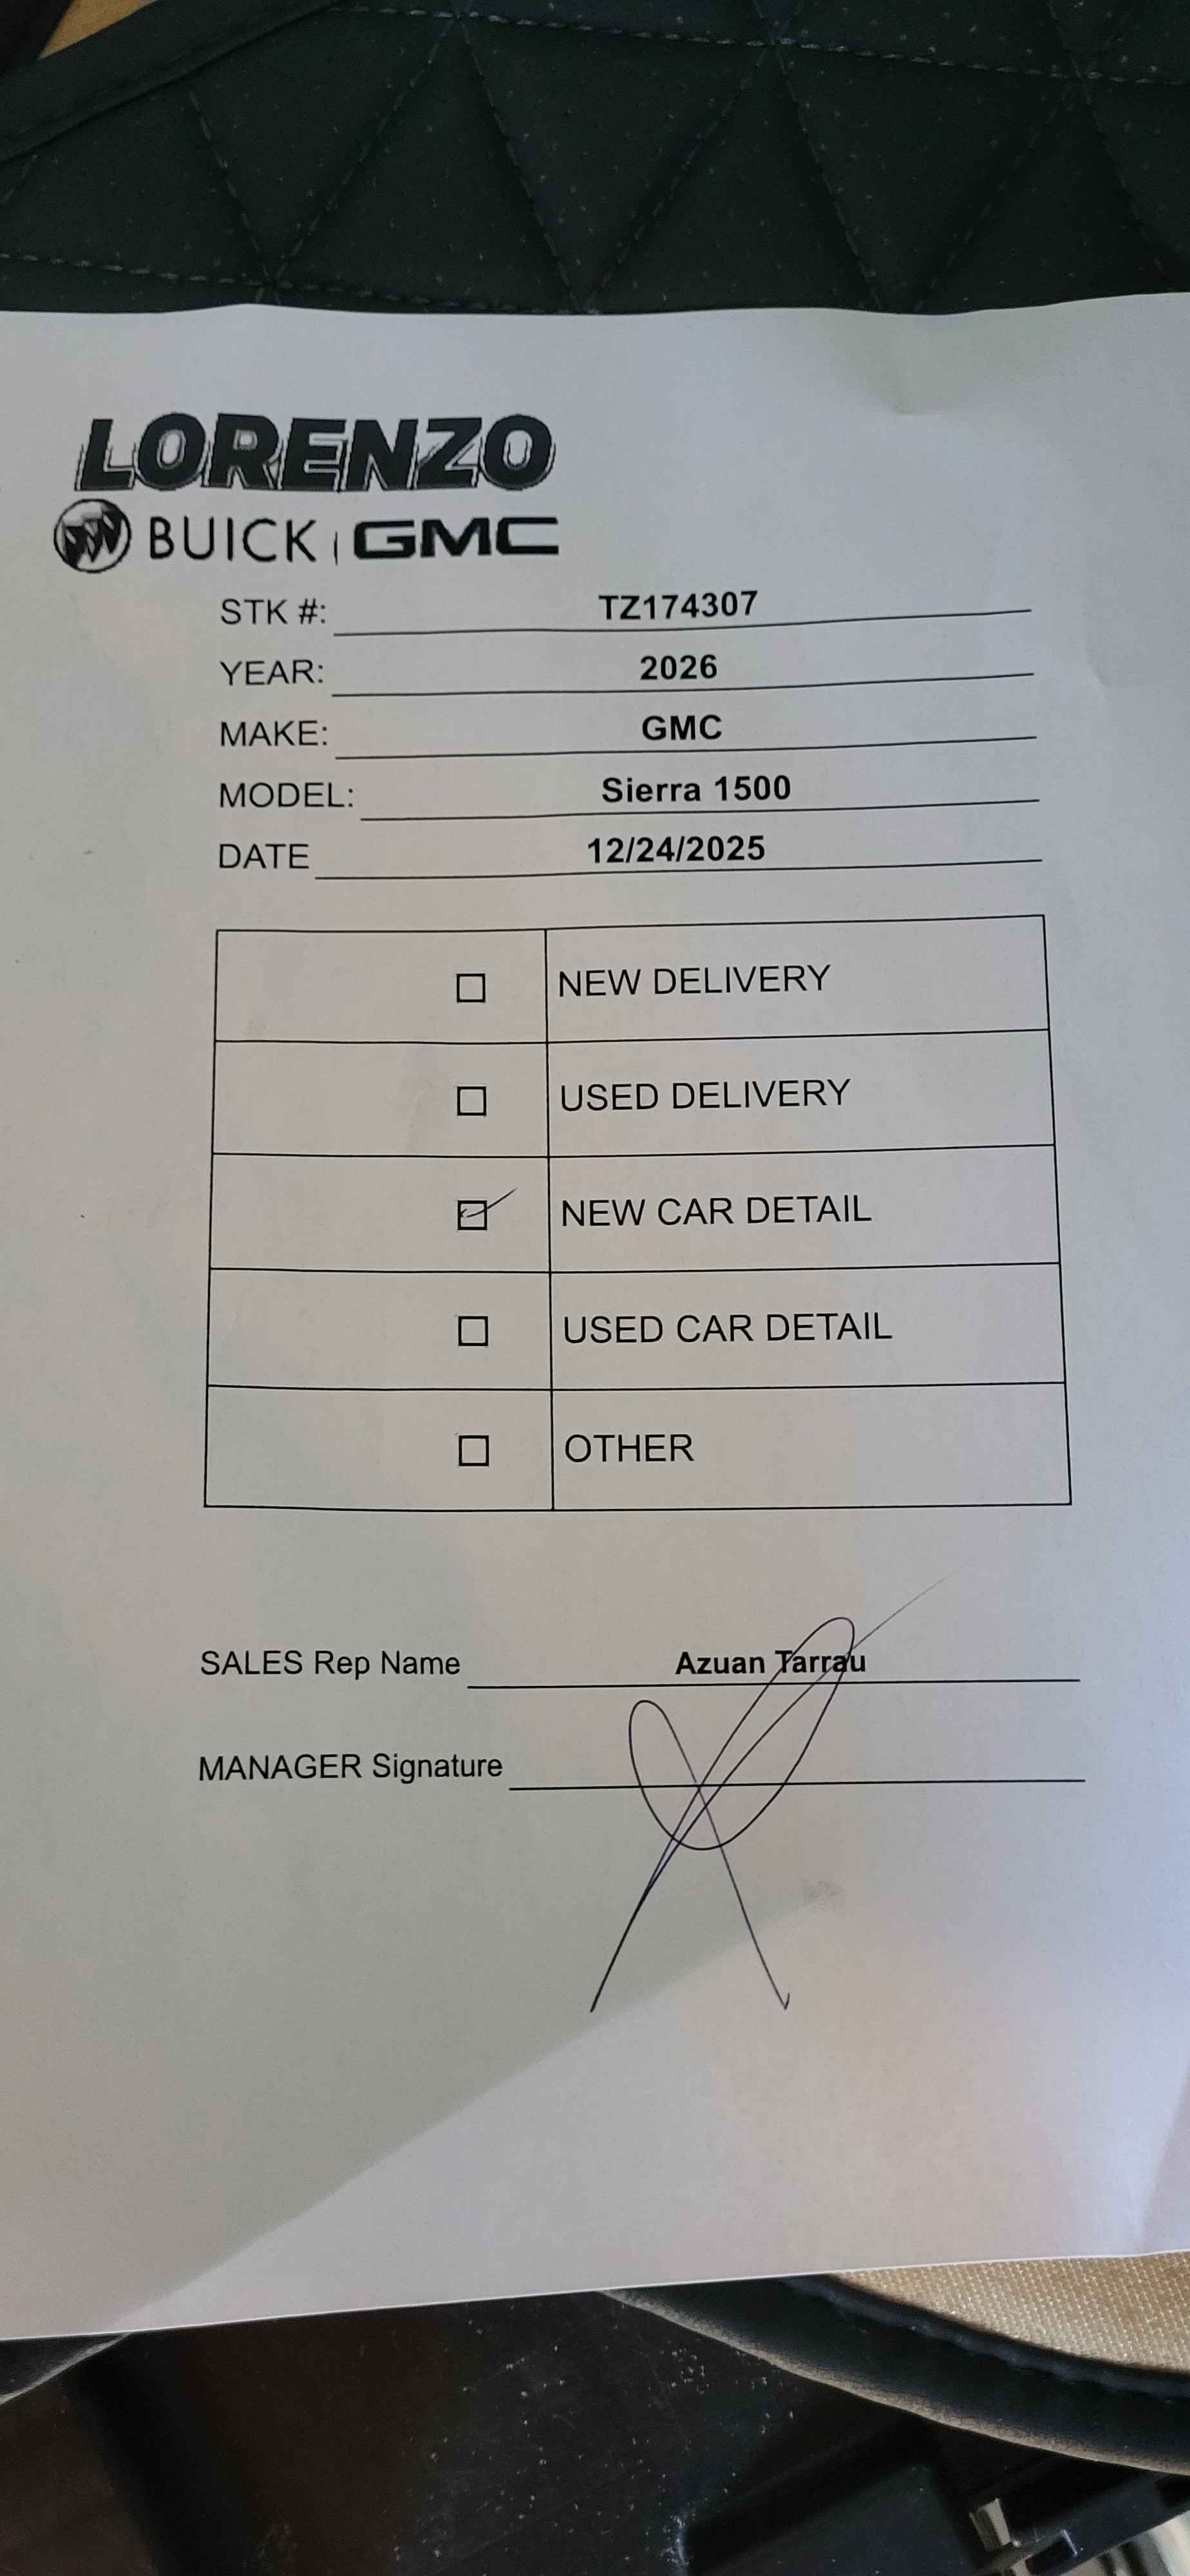 LORENZO
BUICK | GMC
STK #: TZ174307
YEAR: 2026
MAKE: GMC
MODEL: Sierra 1500
DATE 12/24/2025
☐ NEW DELIVERY
☐ USED DELIVERY
☑ NEW CAR DETAIL
☐ USED CAR DETAIL
☐ OTHER
SALES Rep Name Azuan Tarrau
MANAGER Signature